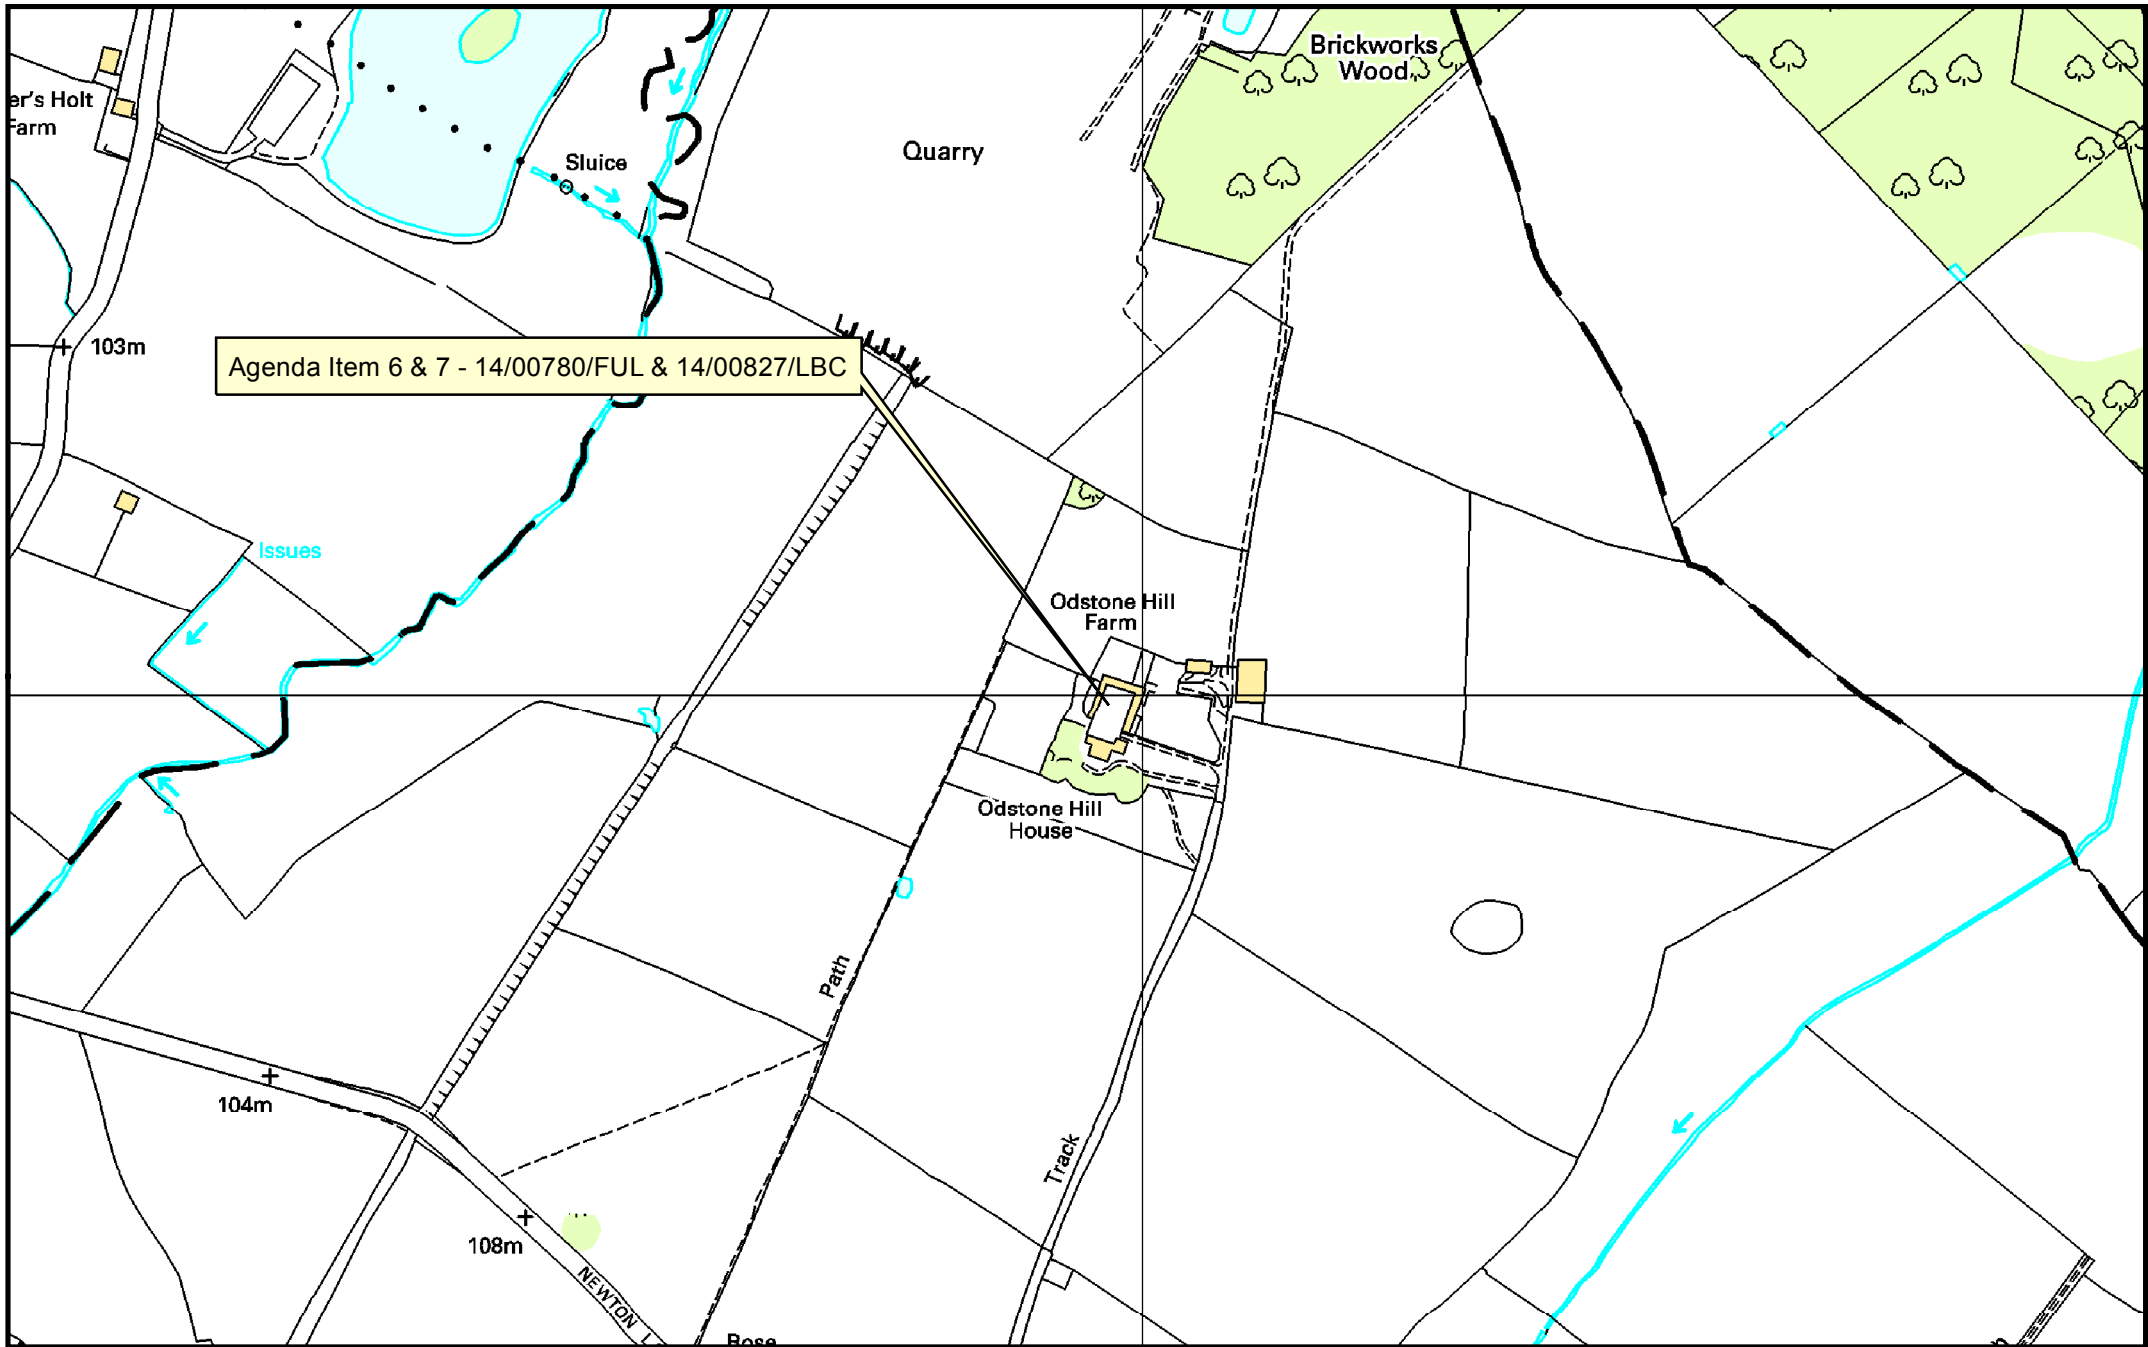 Brickworks
Wood
er's Holt
Farm
Quarry
Sluice
103m
Agenda Item 6 & 7 - 14/00780/FUL & 14/00827/LBC
Issues
Odstone Hill
Farm
Odstone Hill
House
Path
104m
Track
108m
NEWTON L
Rose